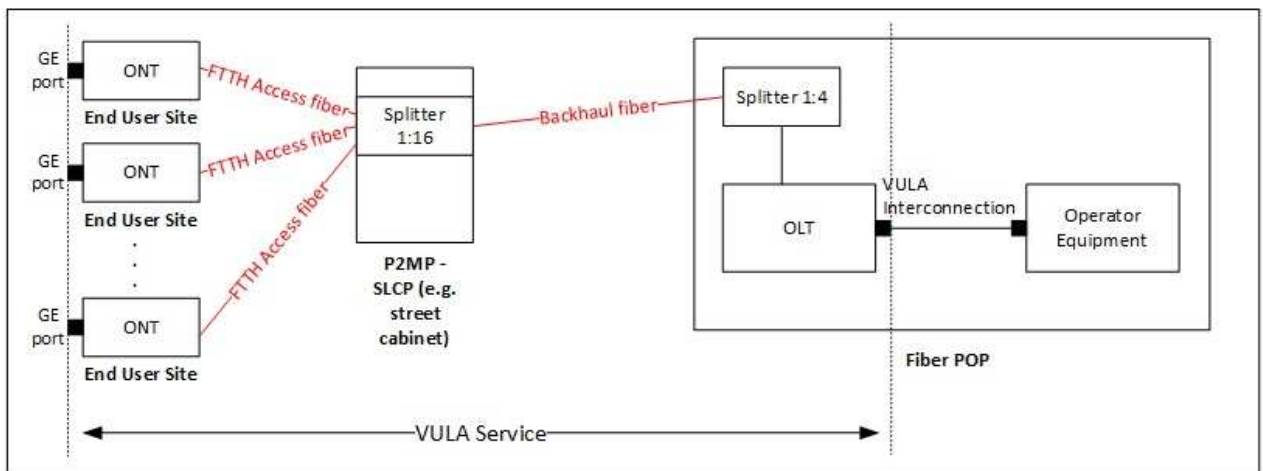 GE
port
ONT
End User Site
FTTH Access fiber
GE
port
ONT
End User Site
FTTH Access fiber
.
.
.
.
GE
port
ONT
End User Site
FTTH Access fiber
Splitter
1:16
P2MP -
SLCP (e.g.
street
cabinet)
Backhaul fiber
Splitter 1:4
OLT
VULA
Interconnection
Operator
Equipment
Fiber POP
VULA Service